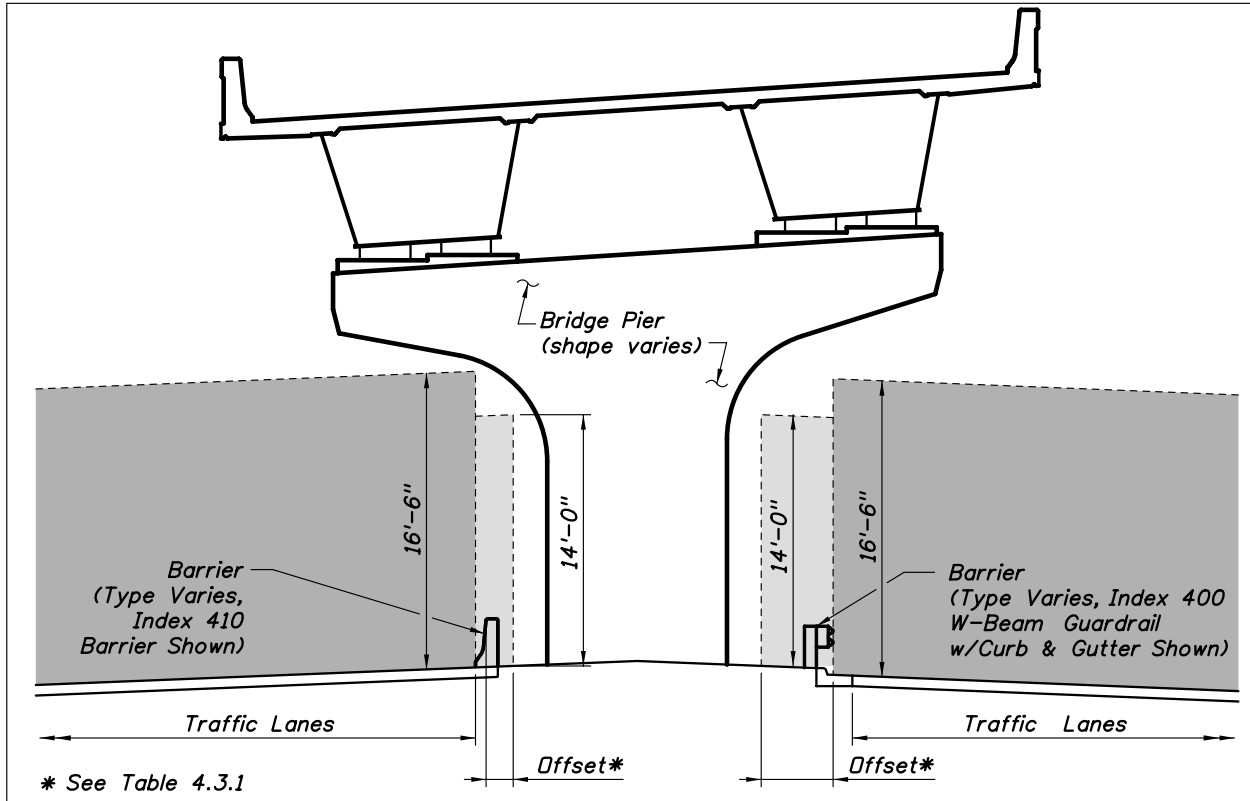 Bridge Pier
(shape varies)
16'-6"
14'-0"
14'-0"
16'-6"
Barrier
(Type Varies,
Index 410
Barrier Shown)
Barrier
(Type Varies, Index 400
W-Beam Guardrail
w/Curb & Gutter Shown)
Traffic Lanes
Traffic Lanes
Offset*
Offset*
* See Table 4.3.1